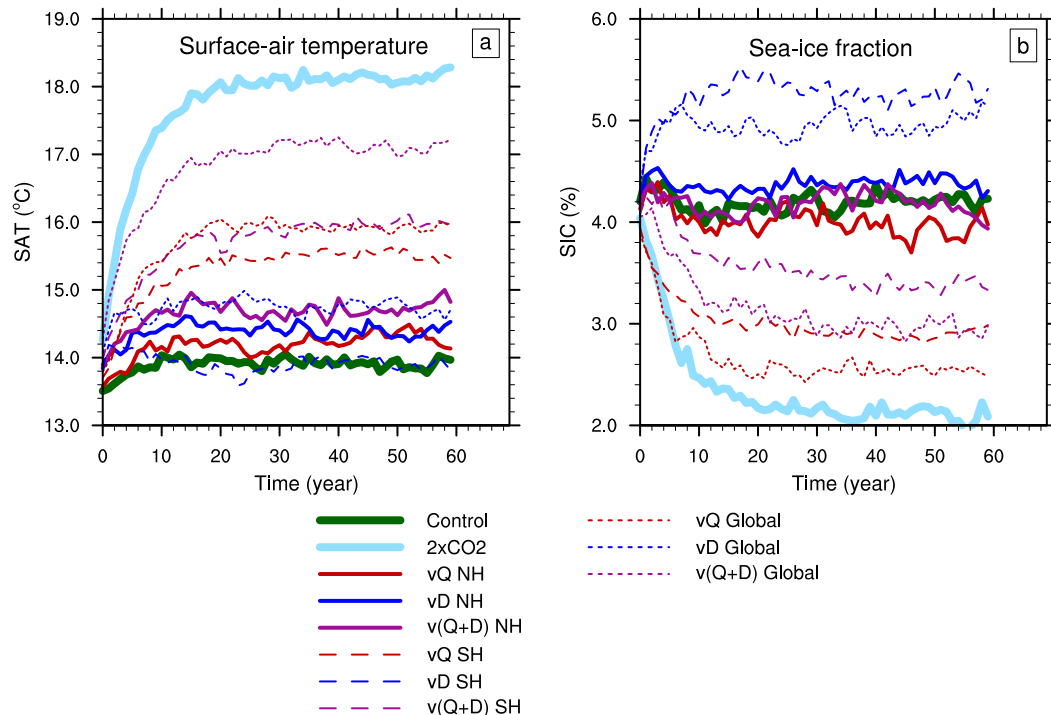 Surface-air temperature
a
SAT (°C)
18.0
17.0
16.0
15.0
14.0
13.0
0 10 20 30 40 50 60
Time (year)
Sea-ice fraction
b
SIC (%)
6.0
5.0
4.0
3.0
2.0
0 10 20 30 40 50 60
Time (year)
19.0
Control
2xCO2
vQ NH
vD NH
v(Q+D) NH
vQ SH
vD SH
v(Q+D) SH
vQ Global
vD Global
v(Q+D) Global